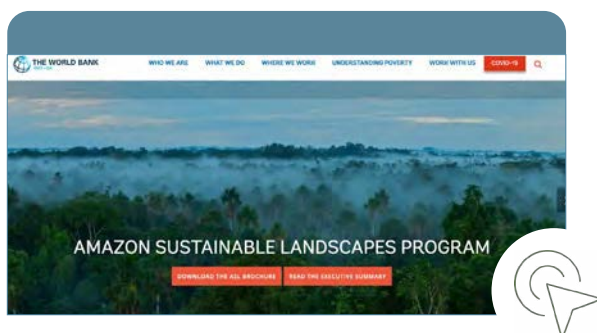 THE WORLD BANK
WHO WE ARE
WHAT WE DO
WHERE WE WORK
UNDERSTANDING POVERTY
WORK WITH US
COVID-19
AMAZON SUSTAINABLE LANDSCAPES PROGRAM
DOWNLOAD THE ASL BROCHURE
READ THE EXECUTIVE SUMMARY